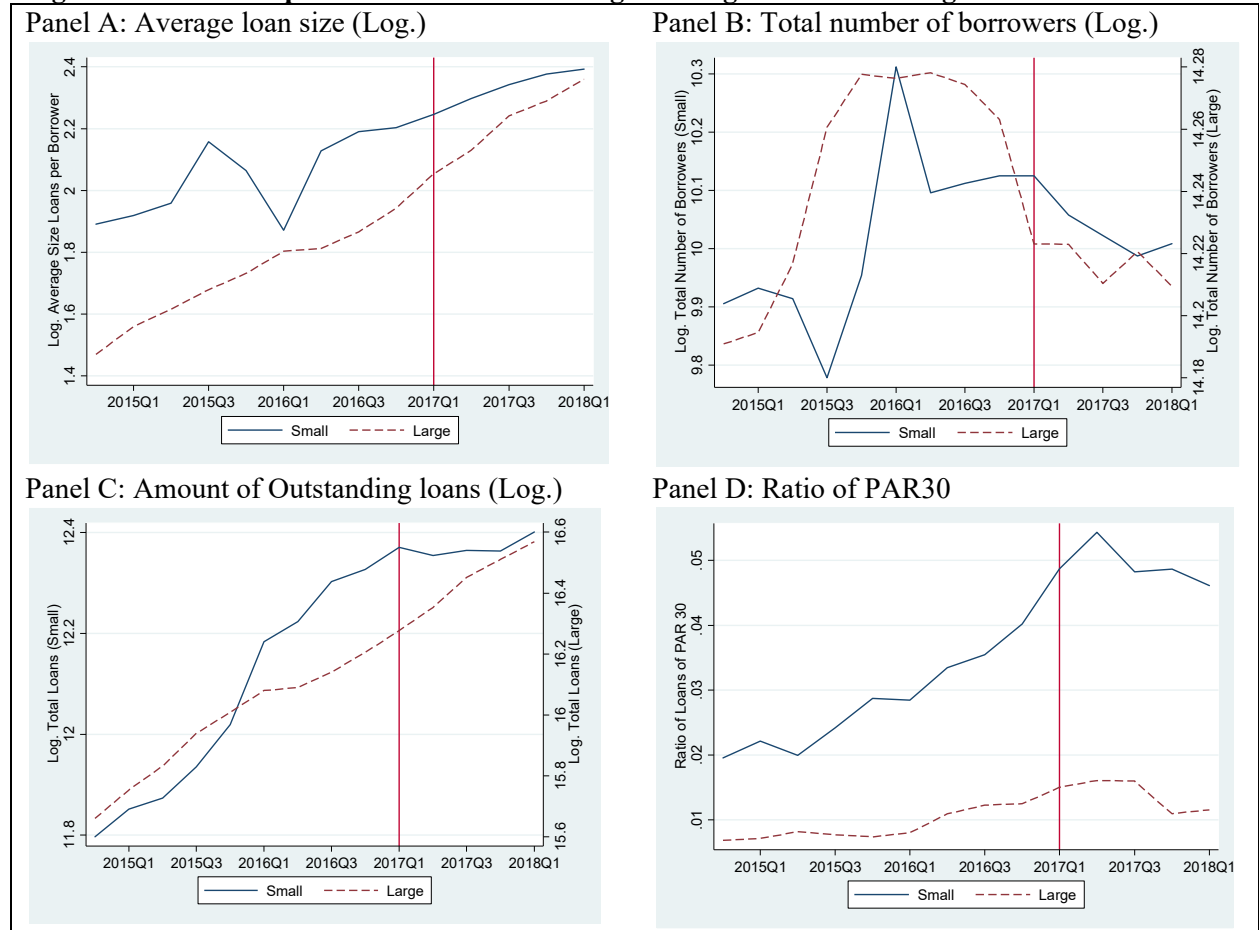 Panel A: Average loan size (Log.)
Log. Average Size Loans per Borrower
2.4
2.2
2
1.8
1.6
1.4
2015Q1 2015Q3 2016Q1 2016Q3 2017Q1 2017Q3 2018Q1
Small Large
Panel B: Total number of borrowers (Log.)
Log. Total Number of Borrowers (Small)
10.3
10.2
10.1
10
9.9
9.8
14.28
14.26
14.24
14.22
14.2
14.18
Log. Total Number of Borrowers (Large)
2015Q1 2015Q3 2016Q1 2016Q3 2017Q1 2017Q3 2018Q1
Small Large
Panel C: Amount of Outstanding loans (Log.)
Log. Total Loans (Small)
12.4
12.2
12
11.8
16.6
16.4
16.2
16
15.8
15.6
Log. Total Loans (Large)
2015Q1 2015Q3 2016Q1 2016Q3 2017Q1 2017Q3 2018Q1
Small Large
Panel D: Ratio of PAR30
Ratio of Loans of PAR 30
.05
.04
.03
.02
.01
2015Q1 2015Q3 2016Q1 2016Q3 2017Q1 2017Q3 2018Q1
Small Large